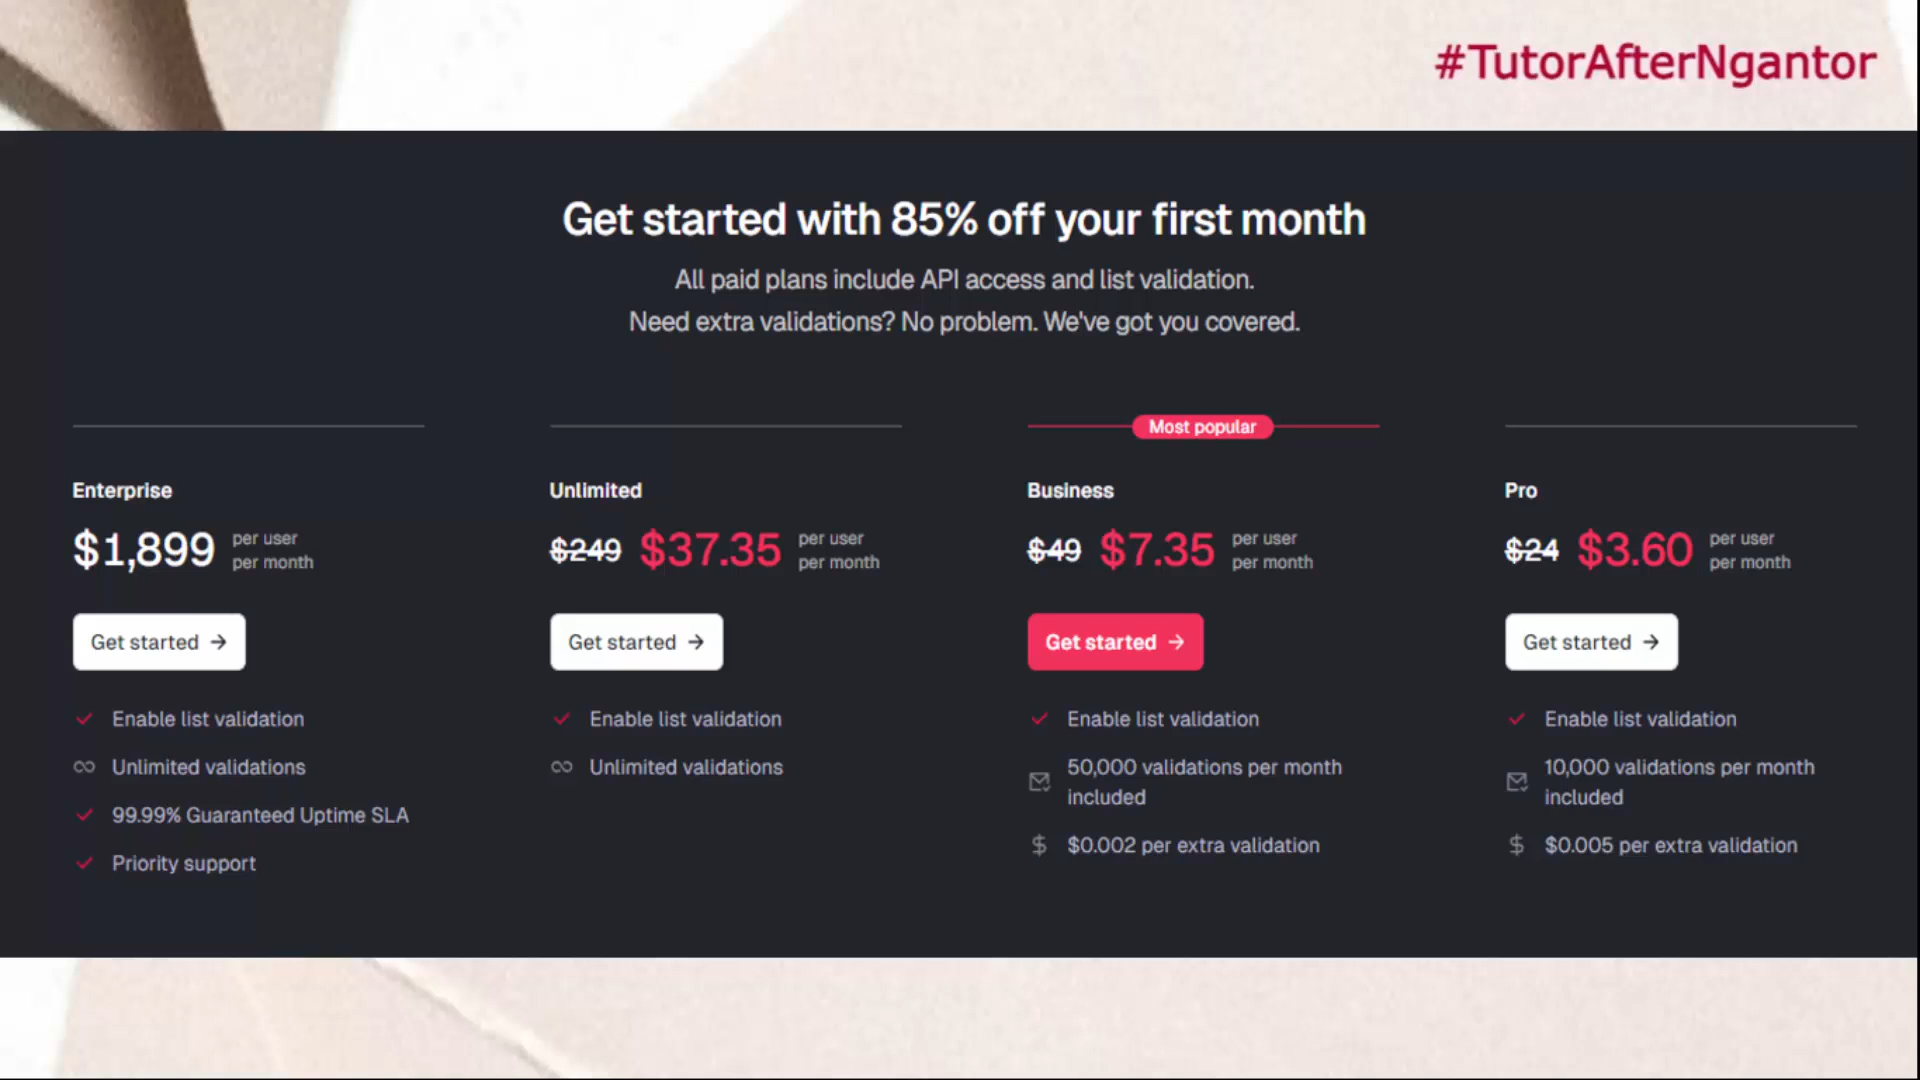 #TutorAfterNgantor
Get started with 85% off your first month
All paid plans include API access and list validation.
Need extra validations? No problem. We've got you covered.
Enterprise
$1,899 per user
per month
Get started →
✓ Enable list validation
∞ Unlimited validations
✓ 99.99% Guaranteed Uptime SLA
✓ Priority support
Unlimited
$249 $37.35 per user
per month
Get started →
✓ Enable list validation
∞ Unlimited validations
Most popular
Business
$49 $7.35 per user
per month
Get started →
✓ Enable list validation
50,000 validations per month
included
$ $0.002 per extra validation
Pro
$24 $3.60 per user
per month
Get started →
✓ Enable list validation
10,000 validations per month
included
$ $0.005 per extra validation